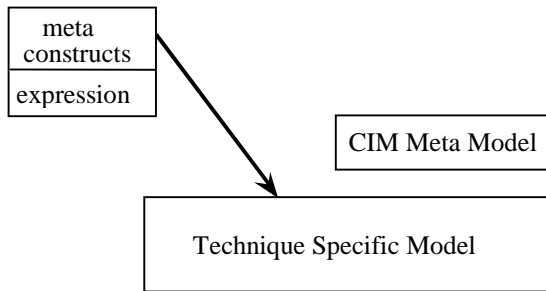 meta
constructs
expression
CIM Meta Model
Technique Specific Model